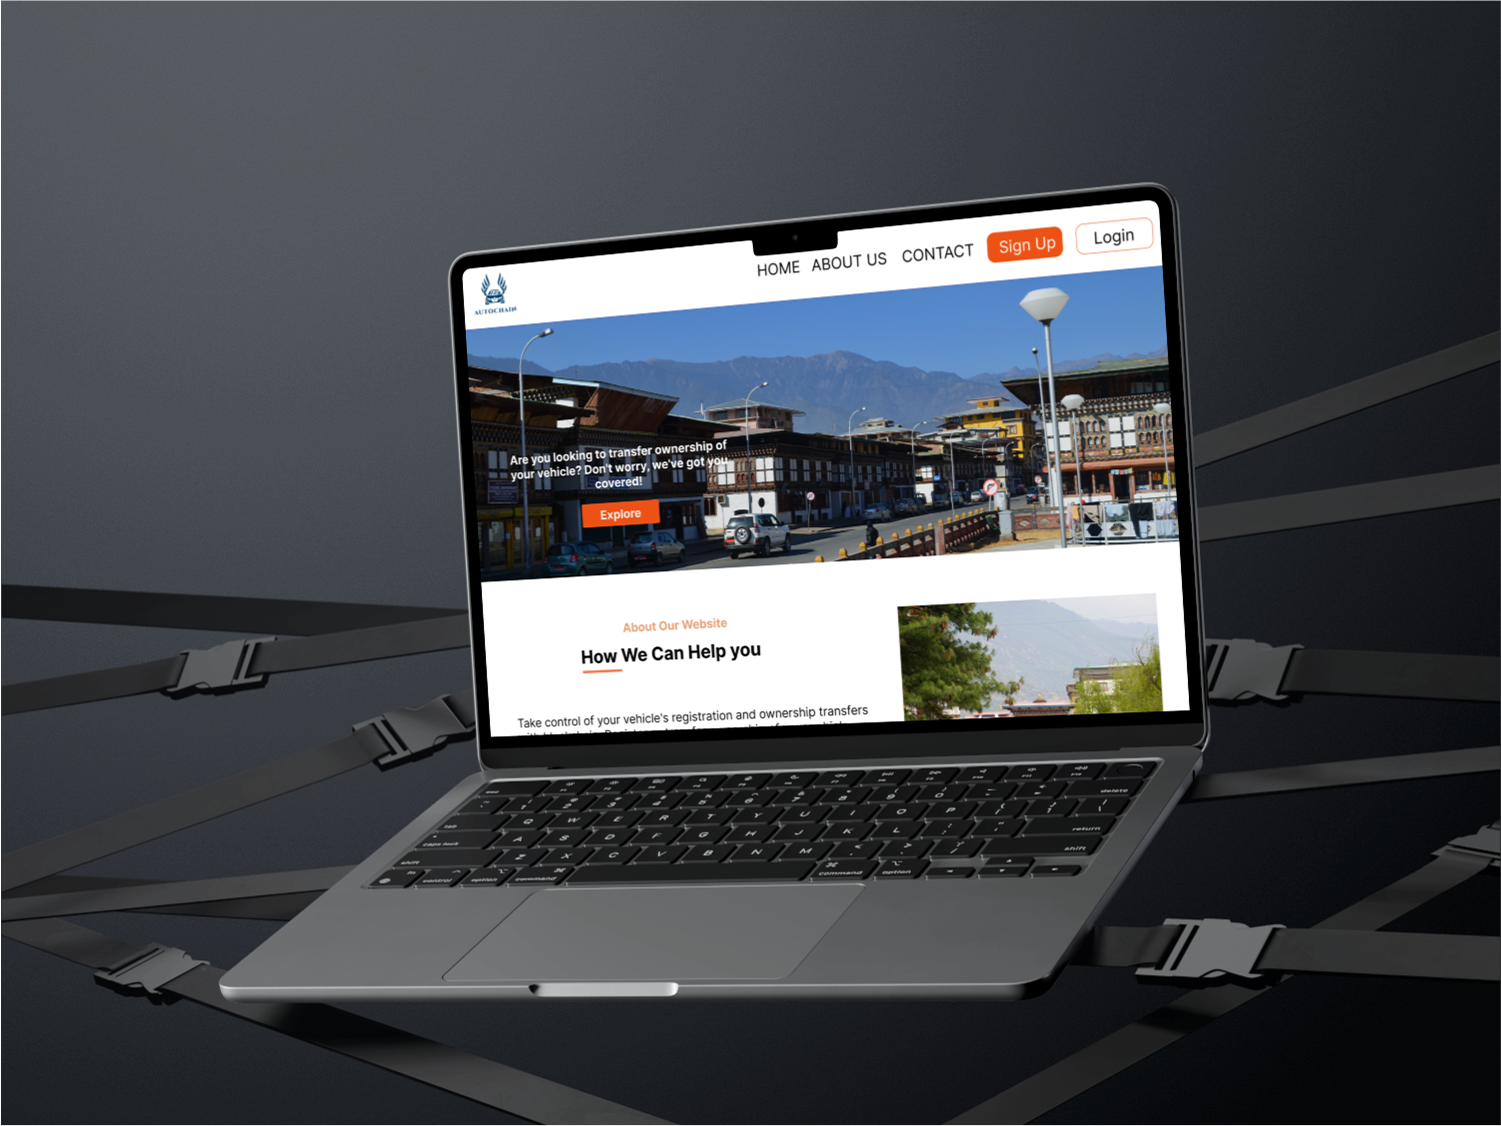 AUTOCHAIN
HOME ABOUT US CONTACT Sign Up Login
Are you looking to transfer ownership of
your vehicle? Don't worry, we've got you
covered!
Explore
About Our Website
How We Can Help you
Take control of your vehicle's registration and ownership transfers
delete
tab Q W E R T Y U I O P
caps lock A S D F G H J K L return
shift Z X C V B N M shift
fn control option command command option